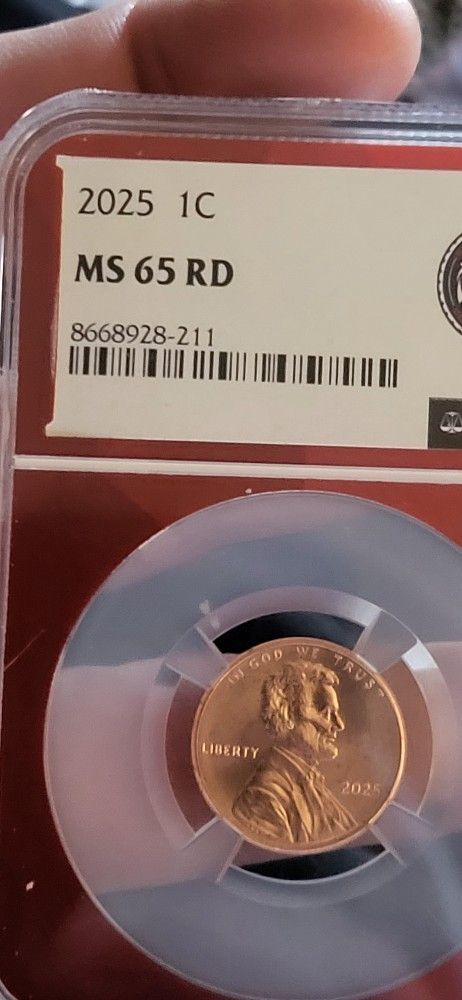 2025 1C
MS 65 RD
8668928-211
IN GOD WE TRUST
LIBERTY
2025